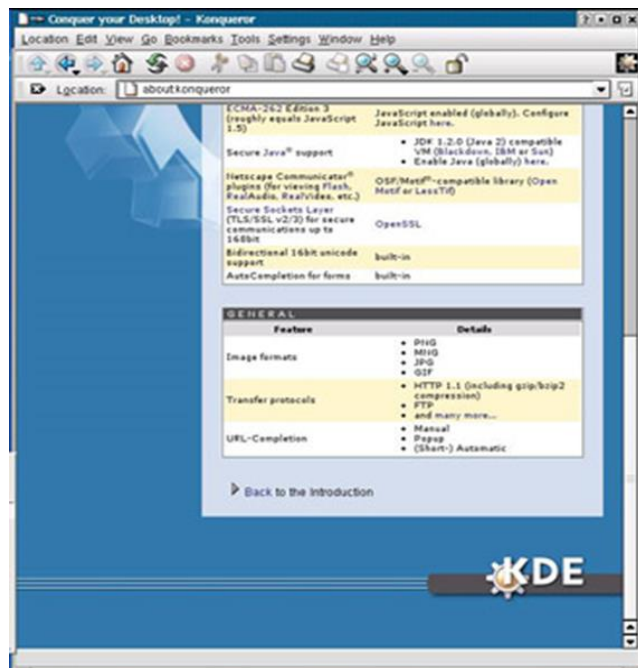 Conquer your Desktop! - Konqueror
Location Edit View Go Bookmarks Tools Settings Window Help
Location: about:konqueror
ECMA-262 Edition 3 (roughly equals JavaScript 1.5)
JavaScript enabled (globally). Configure JavaScript here.
Secure Java® support
• JDK 1.2.0 (Java 2) compatible VM (Blackdown, IBM or Sun)
• Enable Java (globally) here.
Netscape Communicator® plugins (for viewing Flash, RealAudio, RealVideo, etc.)
OSF/Motif®-compatible library (Open Motif or LessTif)
Secure Sockets Layer (TLS/SSL v2/3) for secure communications up to 168bit
OpenSSL
Bidirectional 16bit unicode support
built-in
AutoCompletion for forms
built-in
GENERAL
Feature
Details
Image formats
• PNG
• MNG
• JPG
• GIF
Transfer protocols
• HTTP 1.1 (including gzip/bzip2 compression)
• FTP
• and many more...
URL-Completion
• Manual
• Popup
• (Short-) Automatic
Back to the Introduction
KDE